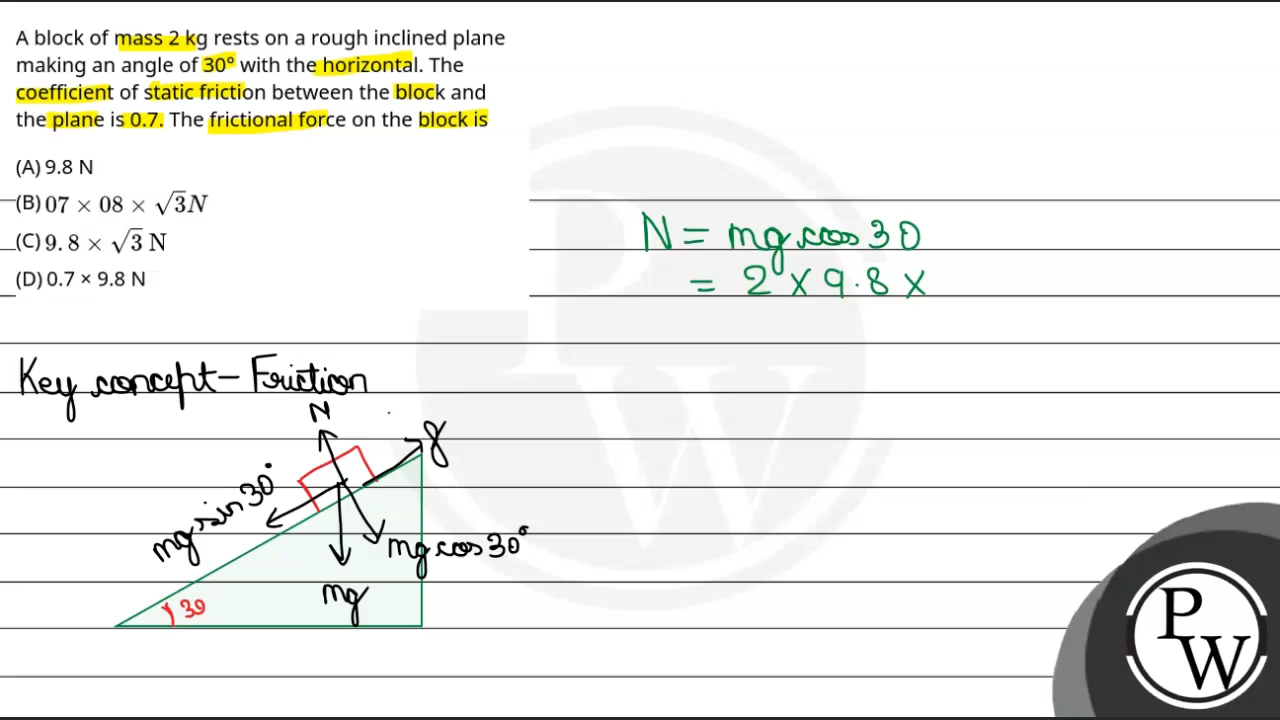 A block of mass 2 kg rests on a rough inclined plane
making an angle of 30° with the horizontal. The
coefficient of static friction between the block and
the plane is 0.7. The frictional force on the block is
(A) 9.8 N
(B) 07 × 08 × √3N
(C) 9.8 × √3 N
(D) 0.7 × 9.8 N
N = mg cos 30
= 2 × 9.8 ×
Key concept - Friction
N
f
mg sin 30°
mg cos 30°
mg
30
P
W
P
W